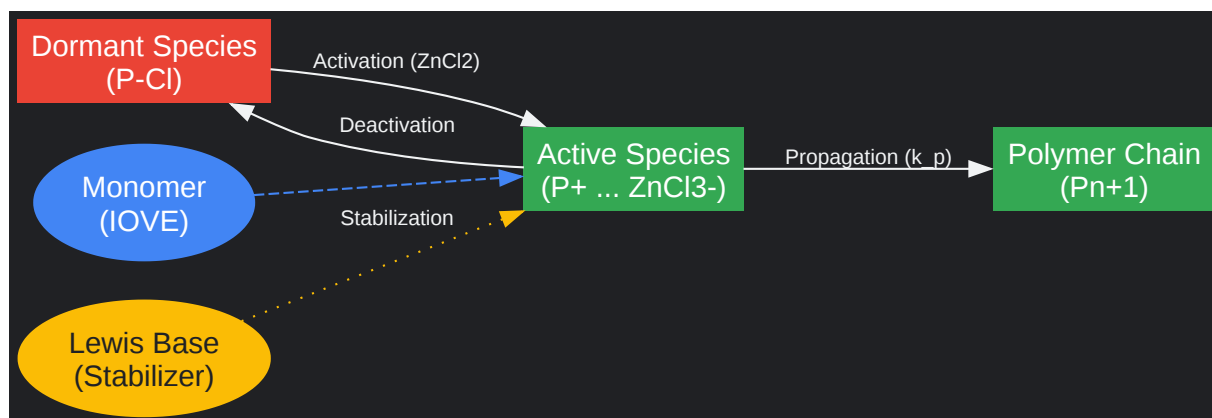 Dormant Species
(P-Cl)
Activation (ZnCl2)
Deactivation
Monomer
(IOVE)
Active Species
(P+ ... ZnCl3-)
Propagation (k_p)
Polymer Chain
(Pn+1)
Stabilization
Lewis Base
(Stabilizer)